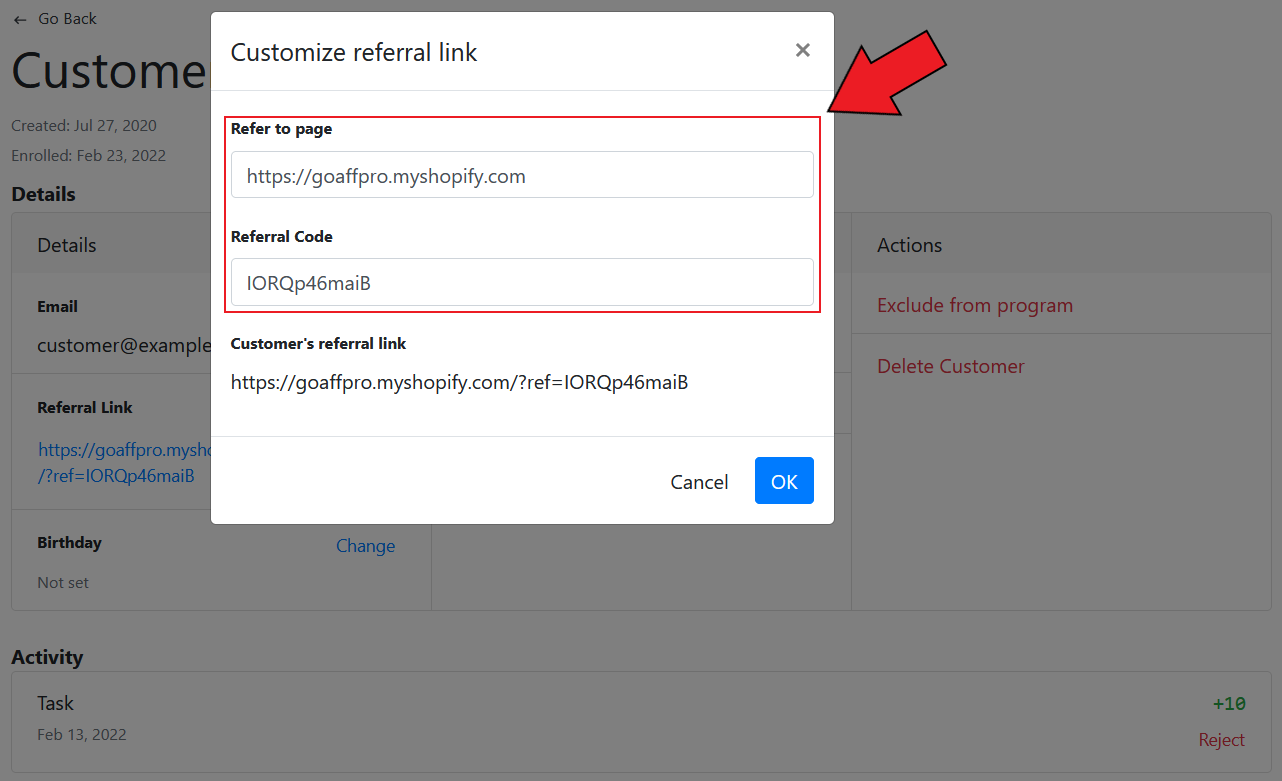 ← Go Back
Custome
Created: Jul 27, 2020
Enrolled: Feb 23, 2022
Details
Details
Email
customer@example
Referral Link
https://goaffpro.mysh
/?ref=IORQp46maiB
Birthday
Change
Not set
Customize referral link
×
Refer to page
https://goaffpro.myshopify.com
Referral Code
IORQp46maiB
Customer's referral link
https://goaffpro.myshopify.com/?ref=IORQp46maiB
Cancel
OK
Actions
Exclude from program
Delete Customer
Activity
Task
+10
Feb 13, 2022
Reject